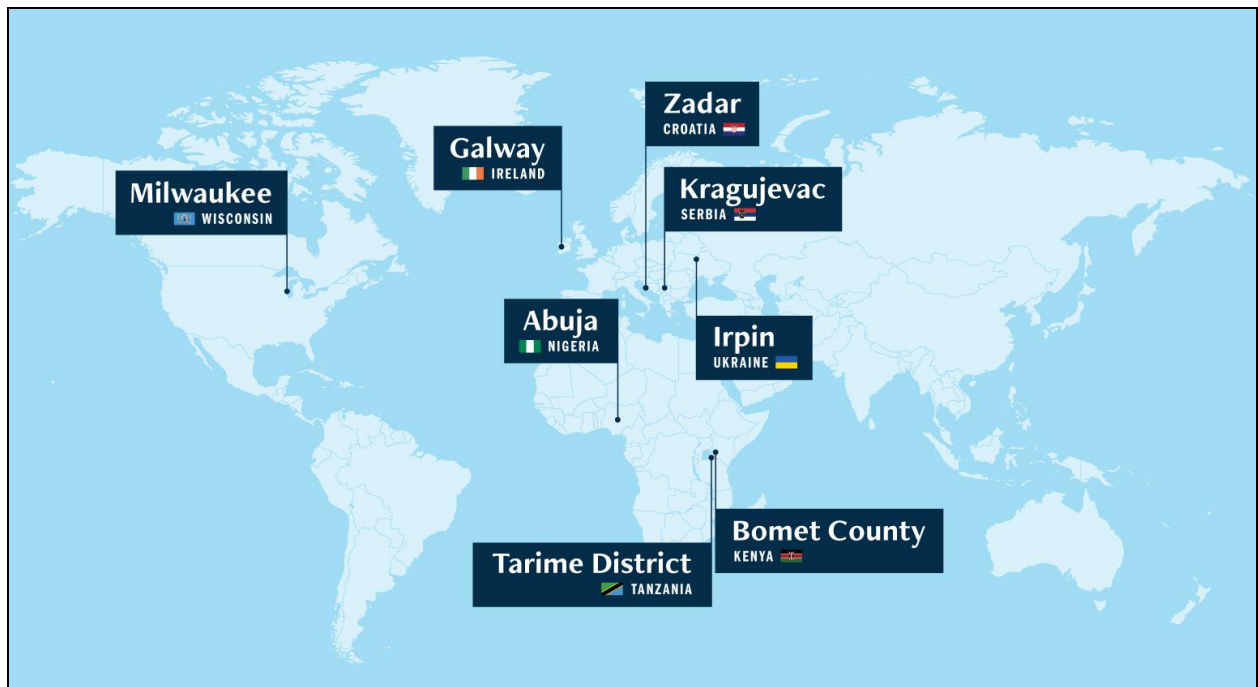 Zadar
CROATIA
Galway
IRELAND
Milwaukee
WISCONSIN
Kragujevac
SERBIA
Abuja
NIGERIA
Irpin
UKRAINE
Bomet County
KENYA
Tarime District
TANZANIA